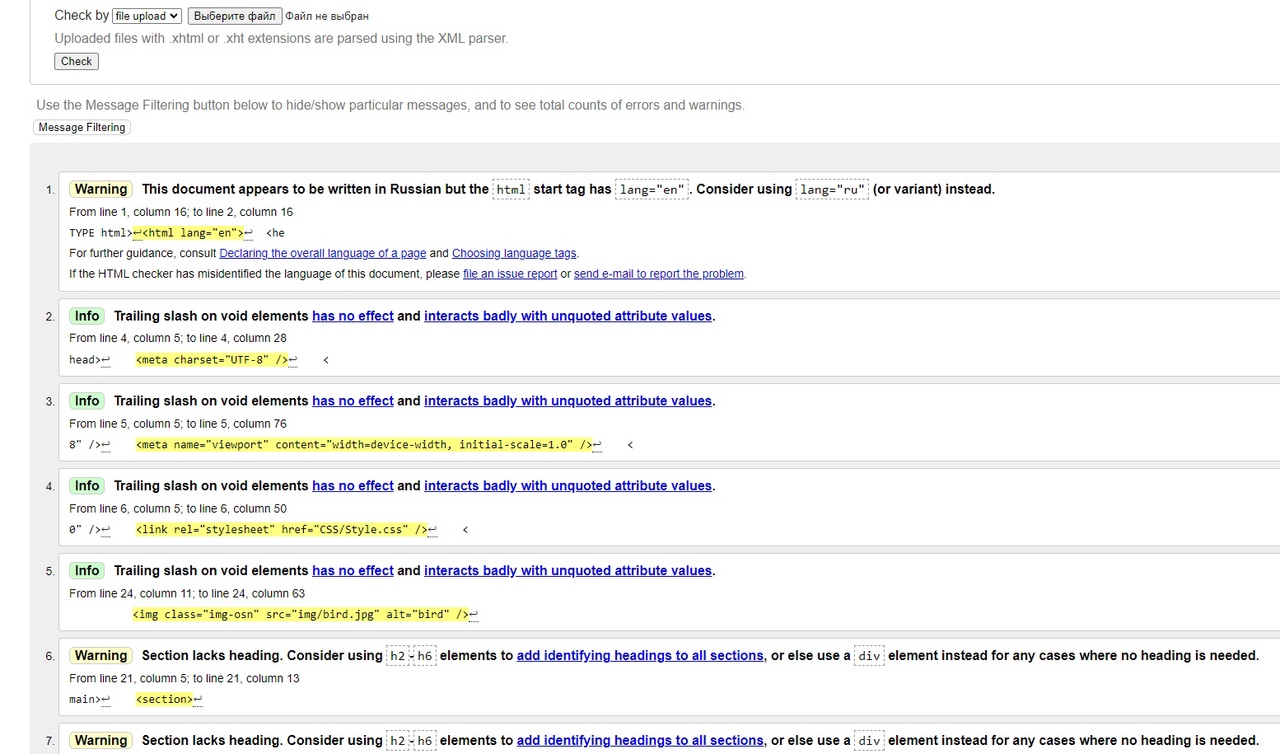 Check by file upload Выберите файл Файл не выбран
Uploaded files with .xhtml or .xht extensions are parsed using the XML parser.
Check
Use the Message Filtering button below to hide/show particular messages, and to see total counts of errors and warnings.
Message Filtering
1. Warning This document appears to be written in Russian but the html start tag has lang="en". Consider using lang="ru" (or variant) instead.
From line 1, column 16; to line 2, column 16
TYPE html>↩<html lang="en">↩ <he
For further guidance, consult Declaring the overall language of a page and Choosing language tags.
If the HTML checker has misidentified the language of this document, please file an issue report or send e-mail to report the problem.
2. Info Trailing slash on void elements has no effect and interacts badly with unquoted attribute values.
From line 4, column 5; to line 4, column 28
head>↩ <meta charset="UTF-8" />↩ <
3. Info Trailing slash on void elements has no effect and interacts badly with unquoted attribute values.
From line 5, column 5; to line 5, column 76
8" />↩ <meta name="viewport" content="width=device-width, initial-scale=1.0" />↩ <
4. Info Trailing slash on void elements has no effect and interacts badly with unquoted attribute values.
From line 6, column 5; to line 6, column 50
0" />↩ <link rel="stylesheet" href="CSS/Style.css" />↩ <
5. Info Trailing slash on void elements has no effect and interacts badly with unquoted attribute values.
From line 24, column 11; to line 24, column 63
<img class="img-osn" src="img/bird.jpg" alt="bird" />↩
6. Warning Section lacks heading. Consider using h2-h6 elements to add identifying headings to all sections, or else use a div element instead for any cases where no heading is needed.
From line 21, column 5; to line 21, column 13
main>↩ <section>↩
7. Warning Section lacks heading. Consider using h2-h6 elements to add identifying headings to all sections, or else use a div element instead for any cases where no heading is needed.